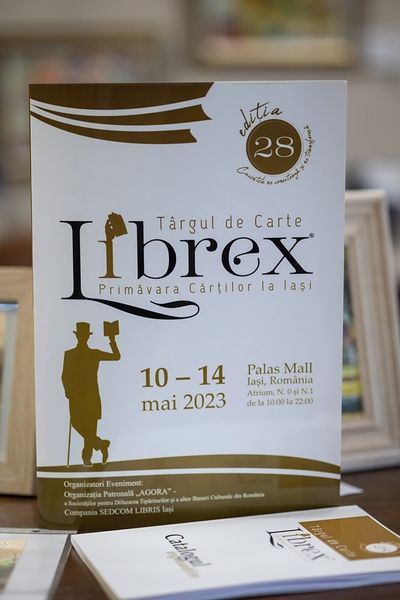 ediția
28
Cuvintele ne construiesc și ne transformă
Târgul de Carte
Librex®
Primăvara Cărților la Iași
10 – 14
mai 2023
Palas Mall
Iași, România
Atrium, N. 0 și N.1
de la 10:00 la 22:00
Organizatori Eveniment:
Organizația Patronală „AGORA" -
a Societăților pentru Difuzarea Tipăriturilor și a altor Bunuri Culturale din România
Compania SEDCOM LIBRIS Iași
Târgul de Carte
Librex
Catalogul